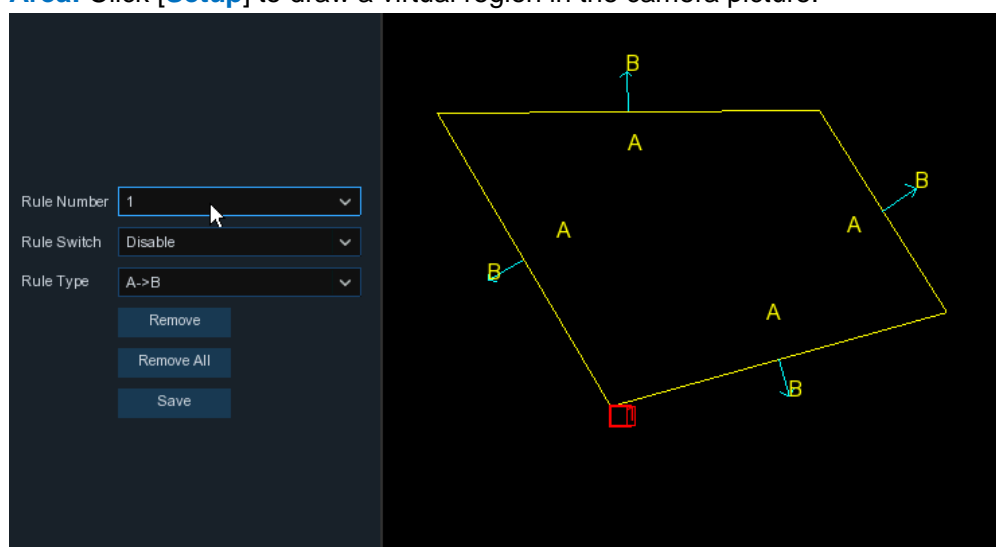 Area: Click [Setup] to draw a virtual region in the camera picture.
B
A
B
Rule Number 1
A
A
Rule Switch Disable
B
Rule Type A->B
A
Remove
Remove All
B
Save